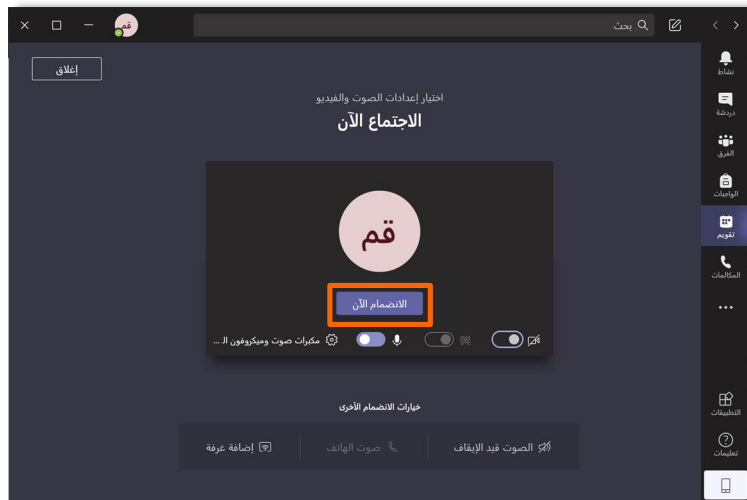 قم
بحث
نشاط
دردشة
الفرق
الواجبات
تقويم
المكالمات
التطبيقات
تعليمات
إغلاق
اختيار إعدادات الصوت والفيديو
الاجتماع الآن
قم
الانضمام الآن
مكبرات صوت وميكروفون الـ ...
خيارات الانضمام الأخرى
الصوت قيد الإيقاف
صوت الهاتف
إضافة غرفة